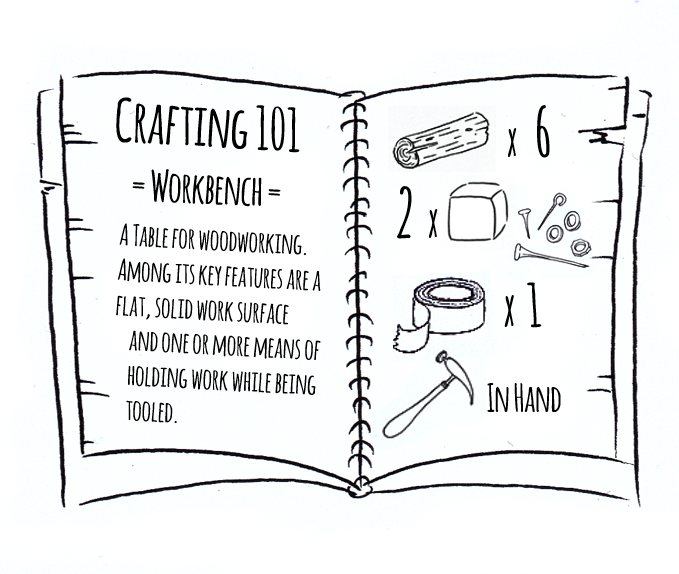 Crafting 101
= Workbench =
A Table for woodworking.
Among its key features are a
flat, solid work surface
and one or more means of
holding work while being
tooled.
x 6
2 x
x 1
In Hand